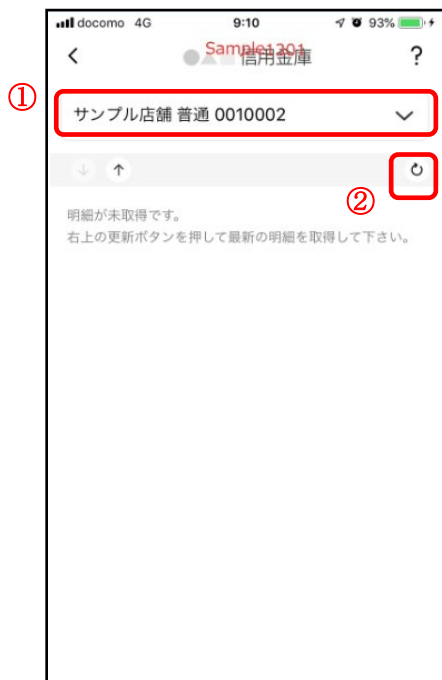 docomo 4G 9:10 93%
Sample1201
信用金庫
?
①
サンプル店舗 普通 0010002
②
明細が未取得です。
右上の更新ボタンを押して最新の明細を取得して下さい。